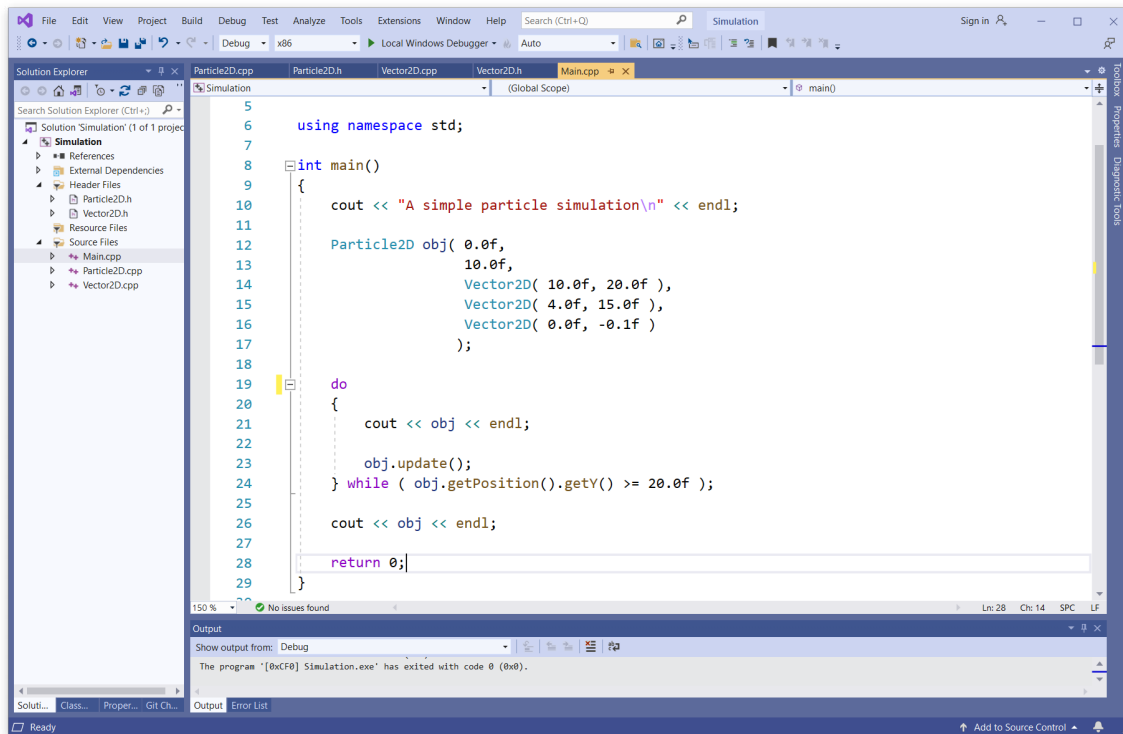 File Edit View Project Build Debug Test Analyze Tools Extensions Window Help Search (Ctrl+Q) Simulation Sign in
Debug x86 Local Windows Debugger Auto
Solution Explorer
Search Solution Explorer (Ctrl+;)
Solution 'Simulation' (1 of 1 projec
Simulation
References
External Dependencies
Header Files
Particle2D.h
Vector2D.h
Resource Files
Source Files
Main.cpp
Particle2D.cpp
Vector2D.cpp
Soluti... Class... Proper... Git Ch...
Particle2D.cpp Particle2D.h Vector2D.cpp Vector2D.h Main.cpp
Simulation (Global Scope) main()
5
6 using namespace std;
7
8 int main()
9 {
10 cout << "A simple particle simulation\n" << endl;
11
12 Particle2D obj( 0.0f,
13 10.0f,
14 Vector2D( 10.0f, 20.0f ),
15 Vector2D( 4.0f, 15.0f ),
16 Vector2D( 0.0f, -0.1f )
17 );
18
19 do
20 {
21 cout << obj << endl;
22
23 obj.update();
24 } while ( obj.getPosition().getY() >= 20.0f );
25
26 cout << obj << endl;
27
28 return 0;
29 }
150 % No issues found Ln: 28 Ch: 14 SPC LF
Output
Show output from: Debug
The program '[0xCF0] Simulation.exe' has exited with code 0 (0x0).
Output Error List
Toolbox
Properties
Diagnostic Tools
Ready Add to Source Control